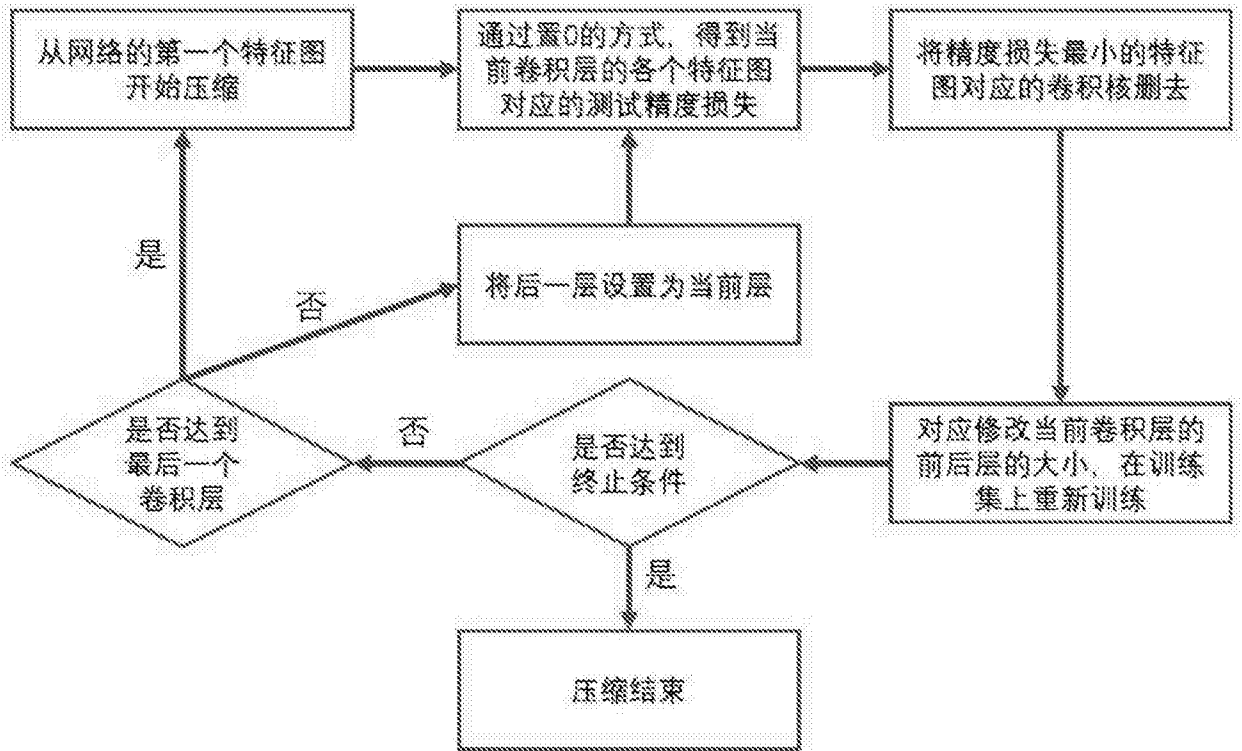 从网络的第一个特征图
开始压缩
通过置0的方式，得到当
前卷积层的各个特征图
对应的测试精度损失
将精度损失最小的特征
图对应的卷积核删去
是
否
将后一层设置为当前层
是否达到
最后一个
卷积层
否
是否达到
终止条件
对应修改当前卷积层的
前后层的大小，在训练
集上重新训练
是
压缩结束